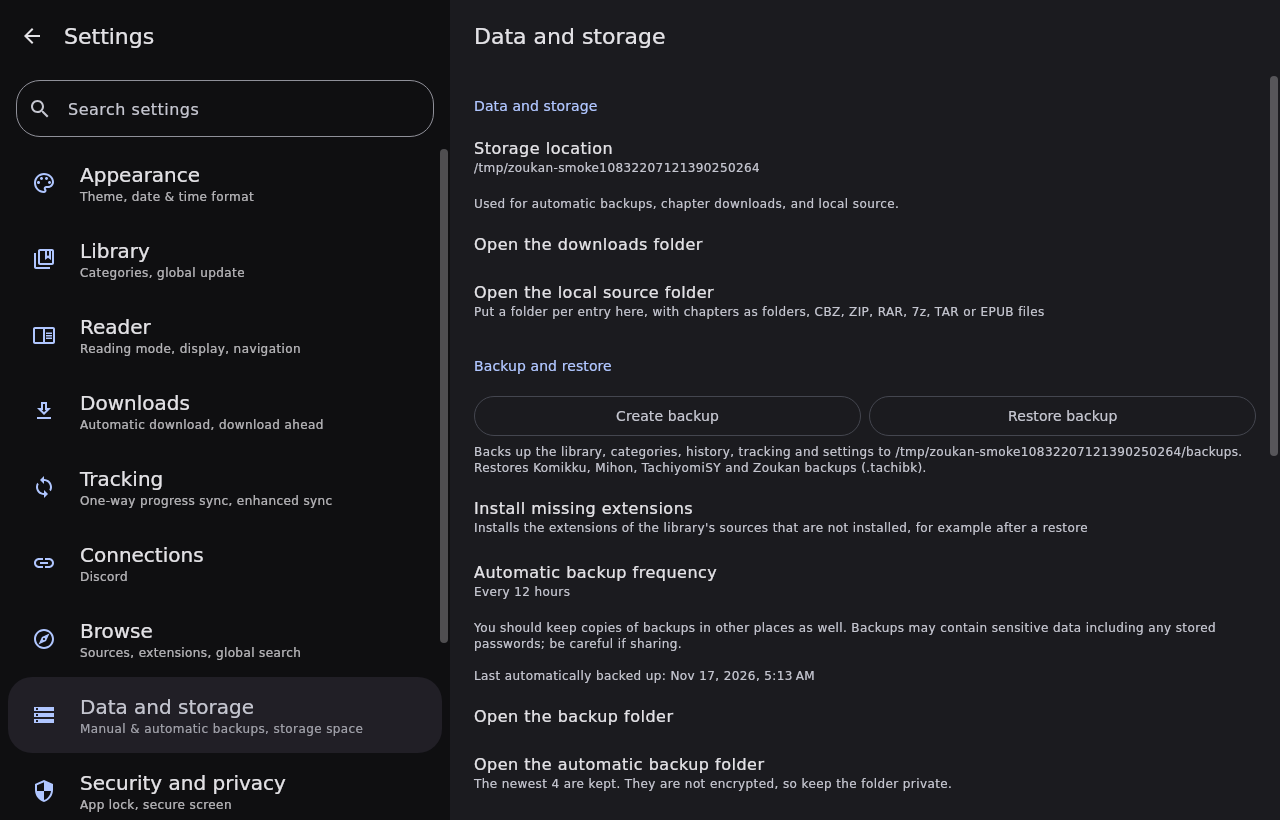 Settings
Search settings
Appearance
Theme, date & time format
Library
Categories, global update
Reader
Reading mode, display, navigation
Downloads
Automatic download, download ahead
Tracking
One-way progress sync, enhanced sync
Connections
Discord
Browse
Sources, extensions, global search
Data and storage
Manual & automatic backups, storage space
Security and privacy
App lock, secure screen
Data and storage
Data and storage
Storage location
/tmp/zoukan-smoke10832207121390250264
Used for automatic backups, chapter downloads, and local source.
Open the downloads folder
Open the local source folder
Put a folder per entry here, with chapters as folders, CBZ, ZIP, RAR, 7z, TAR or EPUB files
Backup and restore
Create backup
Restore backup
Backs up the library, categories, history, tracking and settings to /tmp/zoukan-smoke10832207121390250264/backups.
Restores Komikku, Mihon, TachiyomiSY and Zoukan backups (.tachibk).
Install missing extensions
Installs the extensions of the library's sources that are not installed, for example after a restore
Automatic backup frequency
Every 12 hours
You should keep copies of backups in other places as well. Backups may contain sensitive data including any stored
passwords; be careful if sharing.
Last automatically backed up: Nov 17, 2026, 5:13 AM
Open the backup folder
Open the automatic backup folder
The newest 4 are kept. They are not encrypted, so keep the folder private.